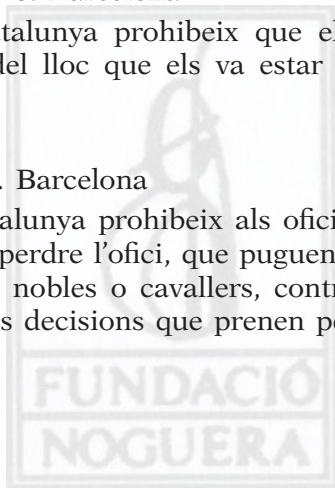 talunya prohibeix que el
del lloc que els va estar
. Barcelona
alunya prohibeix als ofici
perdre l'ofici, que puguen
nobles o cavallers, contr
s decisions que prenen p
FUNDACIÓ
NOGUERA